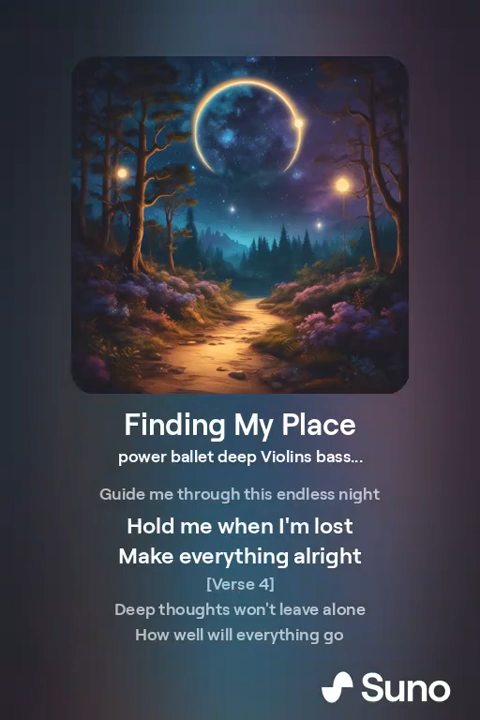 Finding My Place
power ballet deep Violins bass...
Guide me through this endless night
Hold me when I'm lost
Make everything alright
[Verse 4]
Deep thoughts won't leave alone
How well will everything go
Suno